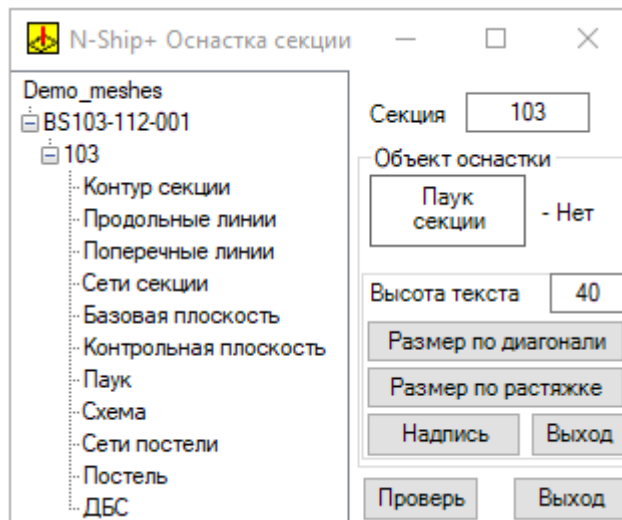 N-Ship+ Оснастка секции
Demo_meshes
BS103-112-001
103
Контур секции
Продольные линии
Поперечные линии
Сети секции
Базовая плоскость
Контрольная плоскость
Паук
Схема
Сети постели
Постель
ДБС
Секция 103
Объект оснастки
Паук
секции
- Нет
Высота текста 40
Размер по диагонали
Размер по растяжке
Надпись Выход
Проверь Выход